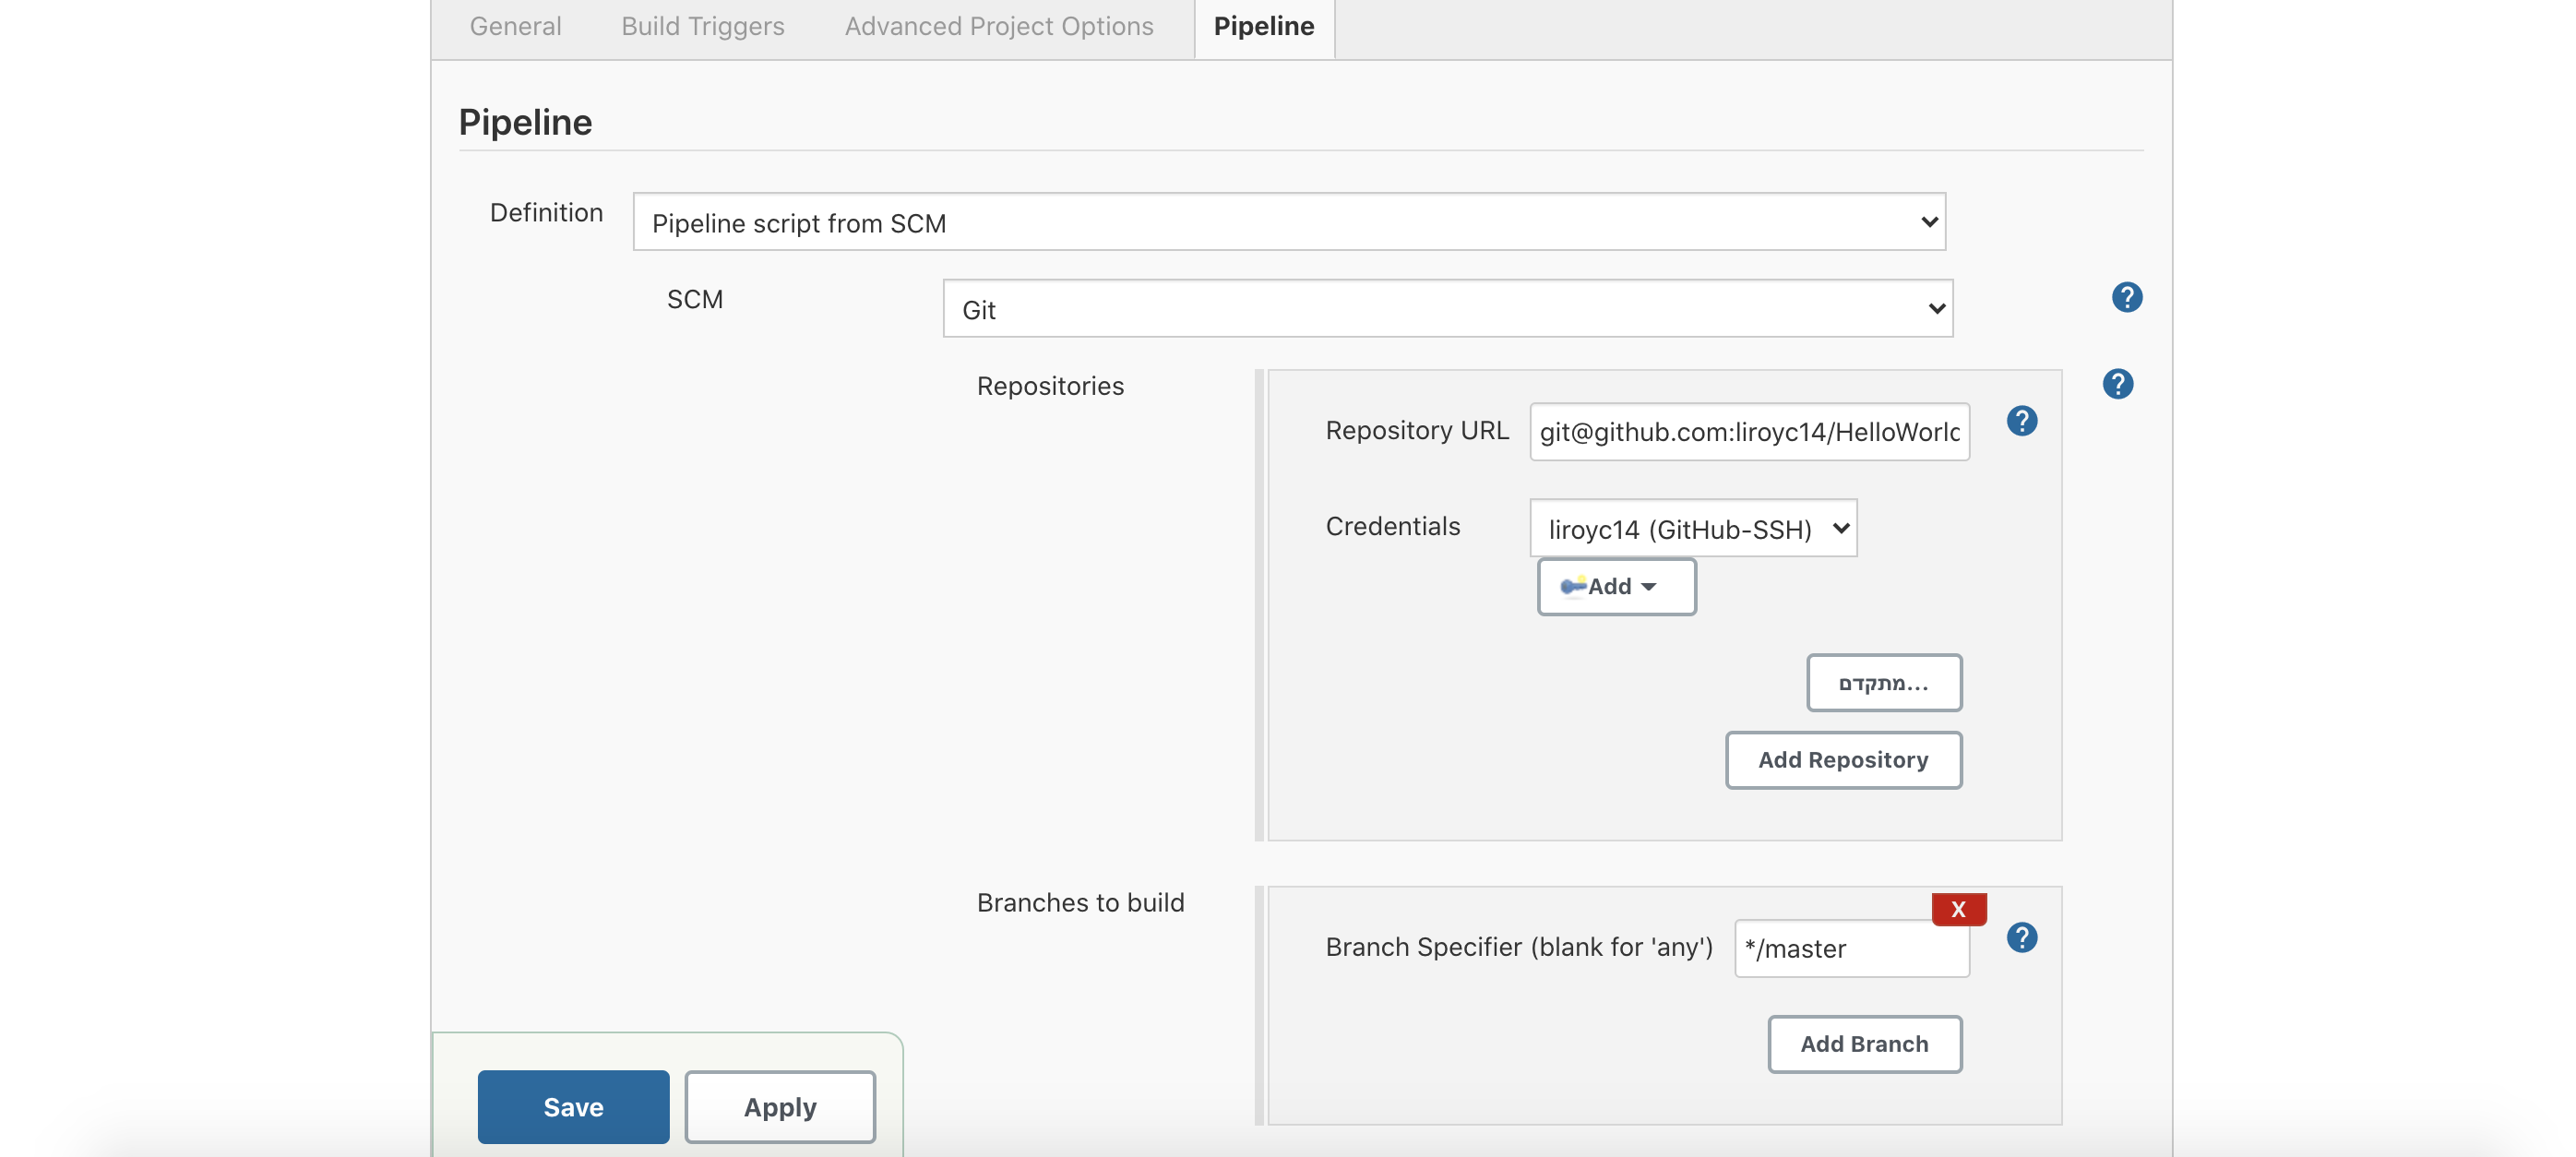 General Build Triggers Advanced Project Options Pipeline
Pipeline
Definition Pipeline script from SCM
SCM Git
?
Repositories
?
Repository URL git@github.com:liroyc14/HelloWorld
?
Credentials liroyc14 (GitHub-SSH)
Add
מתקדם...
Add Repository
Branches to build
X
Branch Specifier (blank for 'any') */master
?
Add Branch
Save Apply